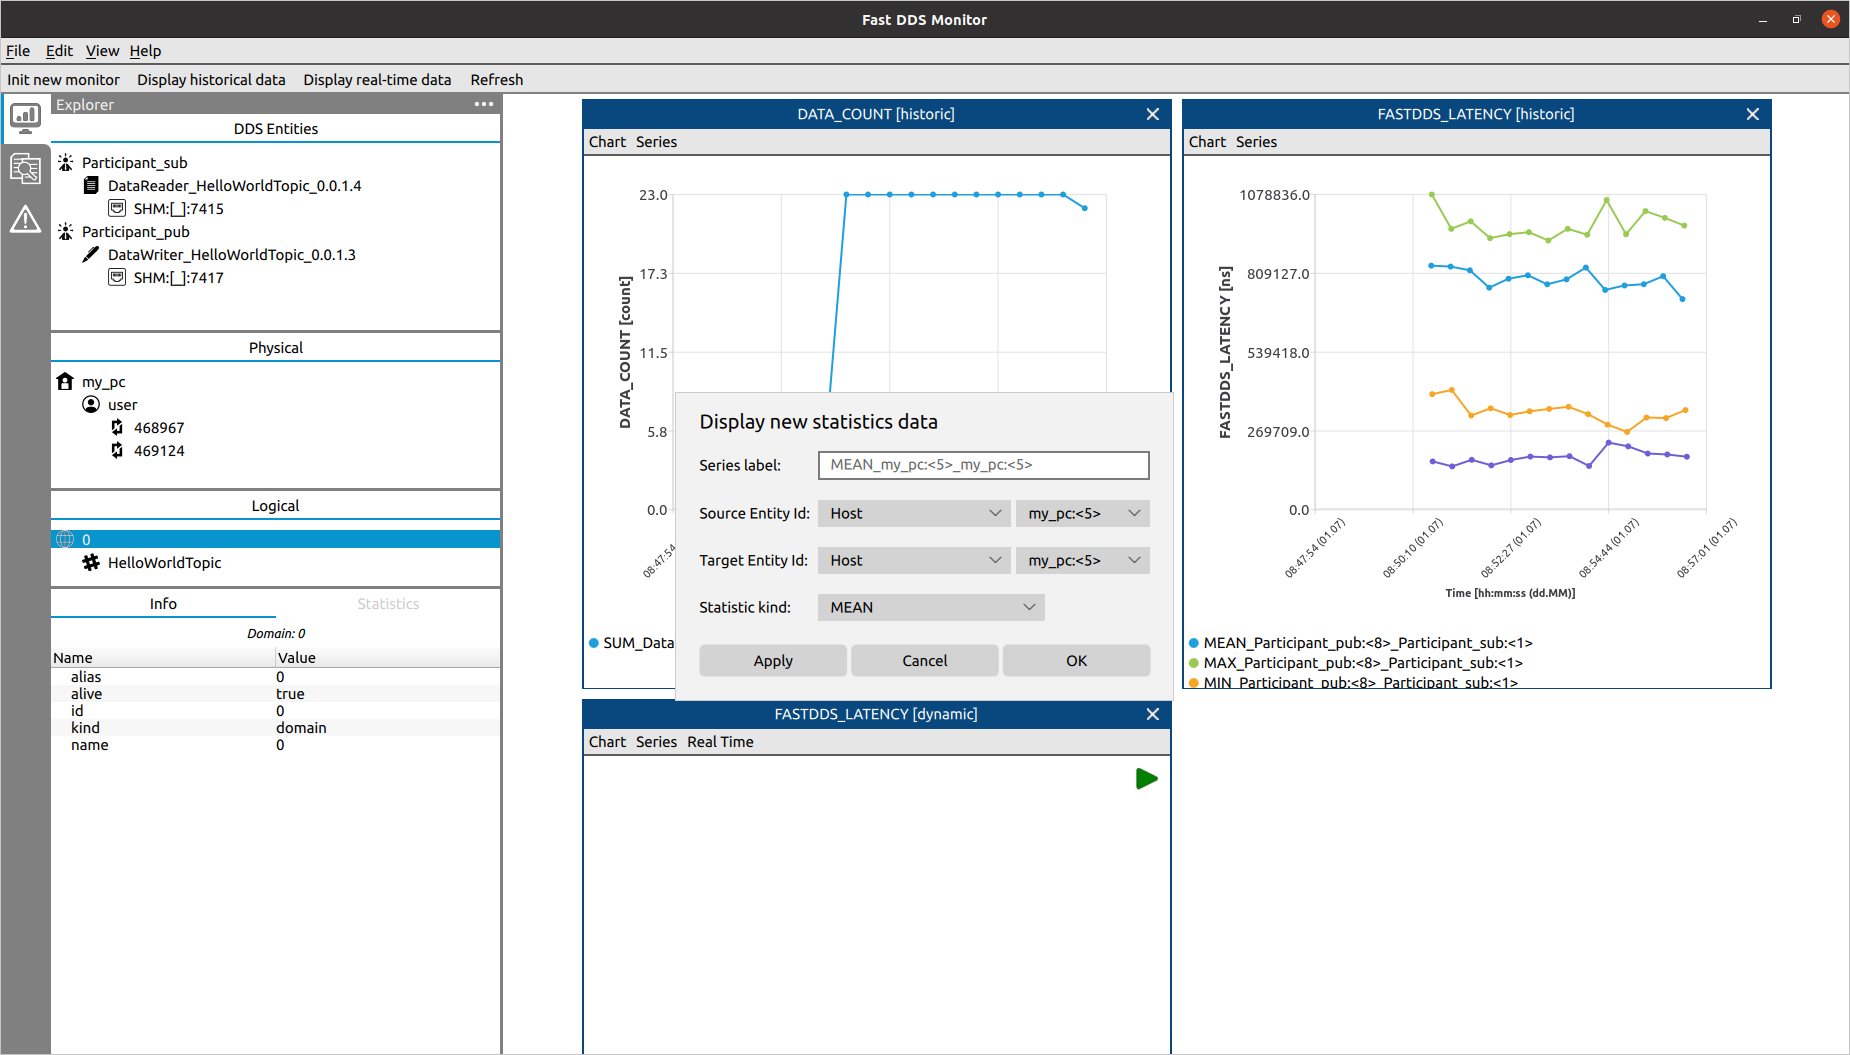 Fast DDS Monitor
File Edit View Help
Init new monitor Display historical data Display real-time data Refresh
Explorer
DDS Entities
Participant_sub
DataReader_HelloWorldTopic_0.0.1.4
SHM:[_]:7415
Participant_pub
DataWriter_HelloWorldTopic_0.0.1.3
SHM:[_]:7417
Physical
my_pc
user
468967
469124
Logical
0
HelloWorldTopic
Info Statistics
Domain: 0
Name Value
alias 0
alive true
id 0
kind domain
name 0
DATA_COUNT [historic]
Chart Series
DATA_COUNT [count]
23.0
17.3
11.5
5.8
0.0
08:47:54
SUM_Data
Display new statistics data
Series label: MEAN_my_pc:<5>_my_pc:<5>
Source Entity Id: Host my_pc:<5>
Target Entity Id: Host my_pc:<5>
Statistic kind: MEAN
Apply Cancel OK
FASTDDS_LATENCY [historic]
Chart Series
FASTDDS_LATENCY [ns]
1078836.0
809127.0
539418.0
269709.0
0.0
08:47:54 (01.07) 08:50:10 (01.07) 08:52:27 (01.07) 08:54:44 (01.07) 08:57:01 (01.07)
Time [hh:mm:ss (dd.MM)]
MEAN_Participant_pub:<8>_Participant_sub:<1>
MAX_Participant_pub:<8>_Participant_sub:<1>
MIN_Participant_pub:<8>_Participant_sub:<1>
FASTDDS_LATENCY [dynamic]
Chart Series Real Time